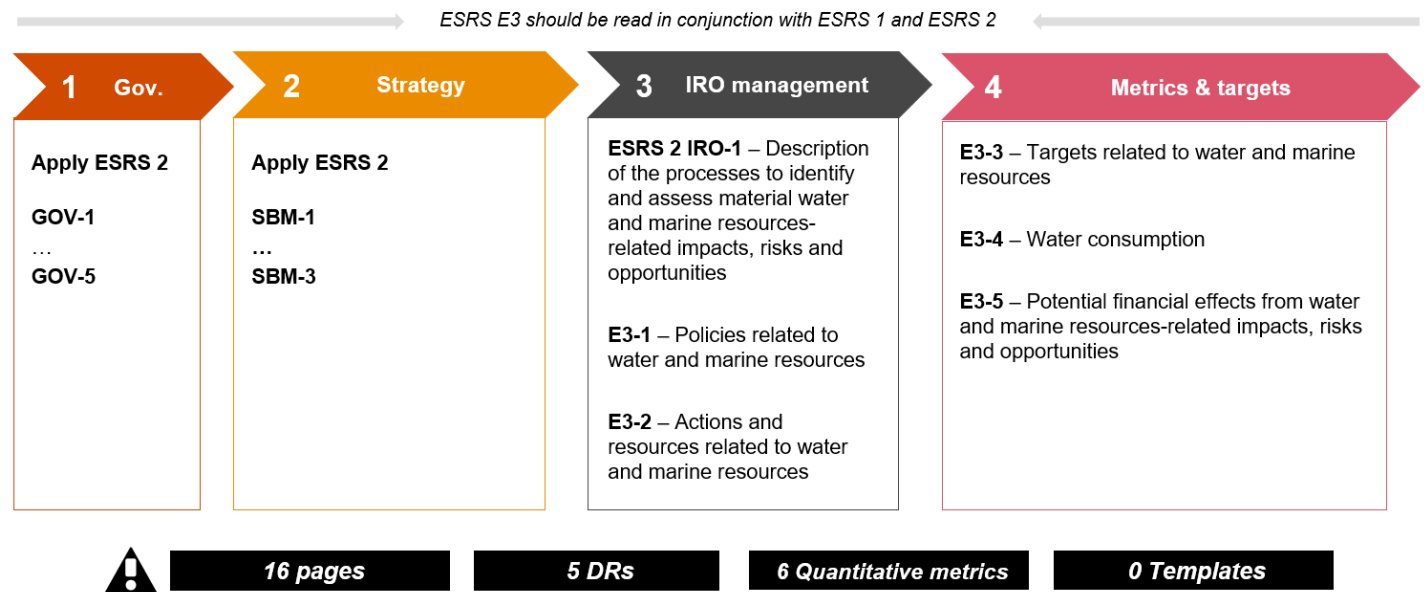 ESRS E3 should be read in conjunction with ESRS 1 and ESRS 2
1 Gov.
Apply ESRS 2
GOV-1
…
GOV-5
2 Strategy
Apply ESRS 2
SBM-1
…
SBM-3
3 IRO management
ESRS 2 IRO-1 – Description
of the processes to identify
and assess material water
and marine resources-
related impacts, risks and
opportunities
E3-1 – Policies related to
water and marine resources
E3-2 – Actions and
resources related to water
and marine resources
4 Metrics & targets
E3-3 – Targets related to water and marine
resources
E3-4 – Water consumption
E3-5 – Potential financial effects from water
and marine resources-related impacts, risks
and opportunities
16 pages
5 DRs
6 Quantitative metrics
0 Templates